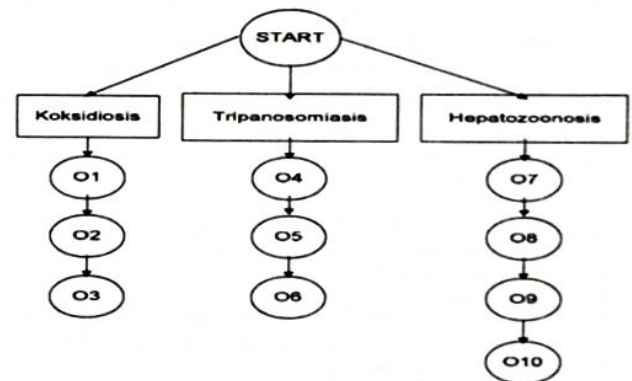 START
Koksidiosis
Tripanosomiasis
Hepatozoonosis
O1
O4
O7
O2
O5
O8
O3
O6
O9
O10